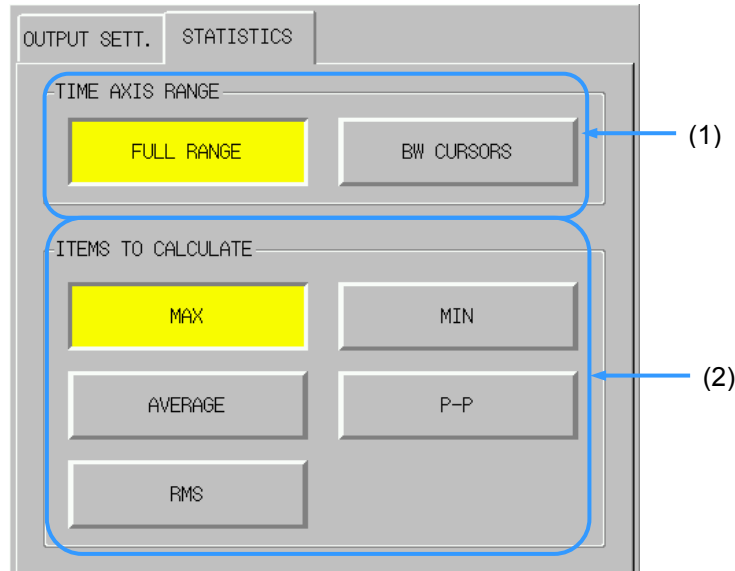 OUTPUT SETT. STATISTICS
TIME AXIS RANGE
FULL RANGE BW CURSORS
(1)
ITEMS TO CALCULATE
MAX MIN
(2)
AVERAGE P-P
RMS